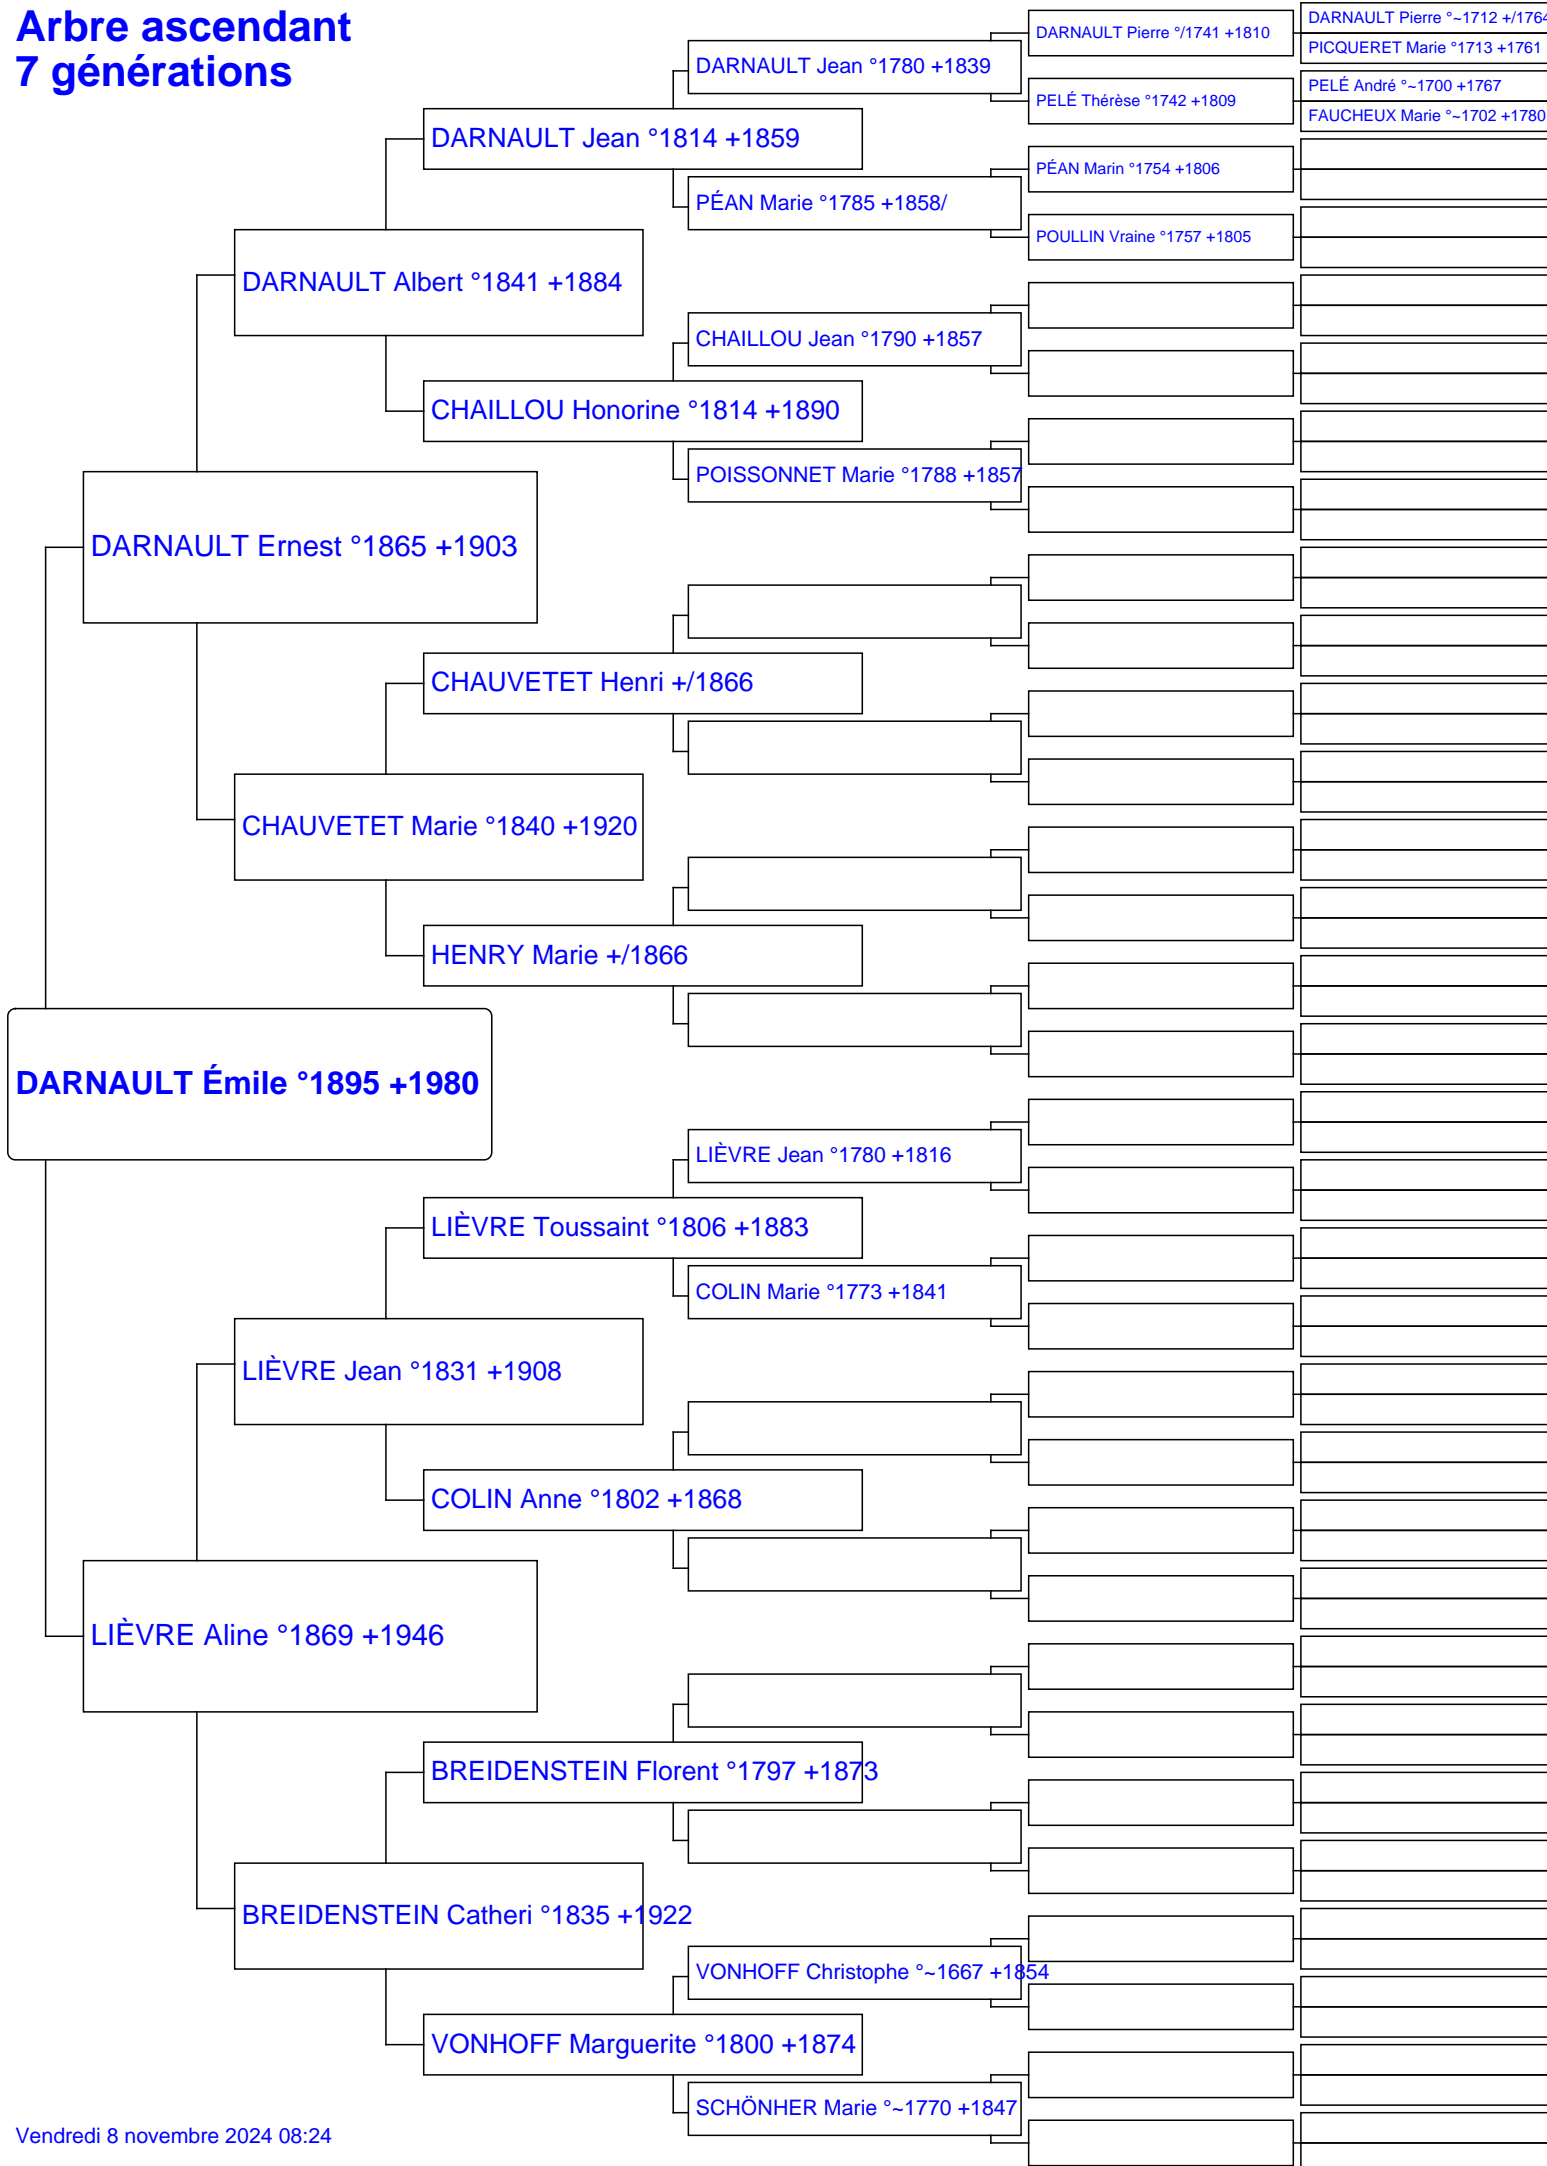 Arbre ascendant
7 générations
DARNAULT Pierre °~1712 +/1764
DARNAULT Pierre °/1741 +1810
PICQUERET Marie °1713 +1761
DARNAULT Jean °1780 +1839
PELÉ André °~1700 +1767
PELÉ Thérèse °1742 +1809
FAUCHEUX Marie °~1702 +1780
DARNAULT Jean °1814 +1859
PÉAN Marin °1754 +1806
PÉAN Marie °1785 +1858/
POULLIN Vraine °1757 +1805
DARNAULT Albert °1841 +1884
CHAILLOU Jean °1790 +1857
CHAILLOU Honorine °1814 +1890
POISSONNET Marie °1788 +1857
DARNAULT Ernest °1865 +1903
CHAUVETET Henri +/1866
CHAUVETET Marie °1840 +1920
HENRY Marie +/1866
DARNAULT Émile °1895 +1980
LIÈVRE Jean °1780 +1816
LIÈVRE Toussaint °1806 +1883
COLIN Marie °1773 +1841
LIÈVRE Jean °1831 +1908
COLIN Anne °1802 +1868
LIÈVRE Aline °1869 +1946
BREIDENSTEIN Florent °1797 +1873
BREIDENSTEIN Catheri °1835 +1922
VONHOFF Christophe °~1667 +1854
VONHOFF Marguerite °1800 +1874
SCHÖNHER Marie °~1770 +1847
Vendredi 8 novembre 2024 08:24